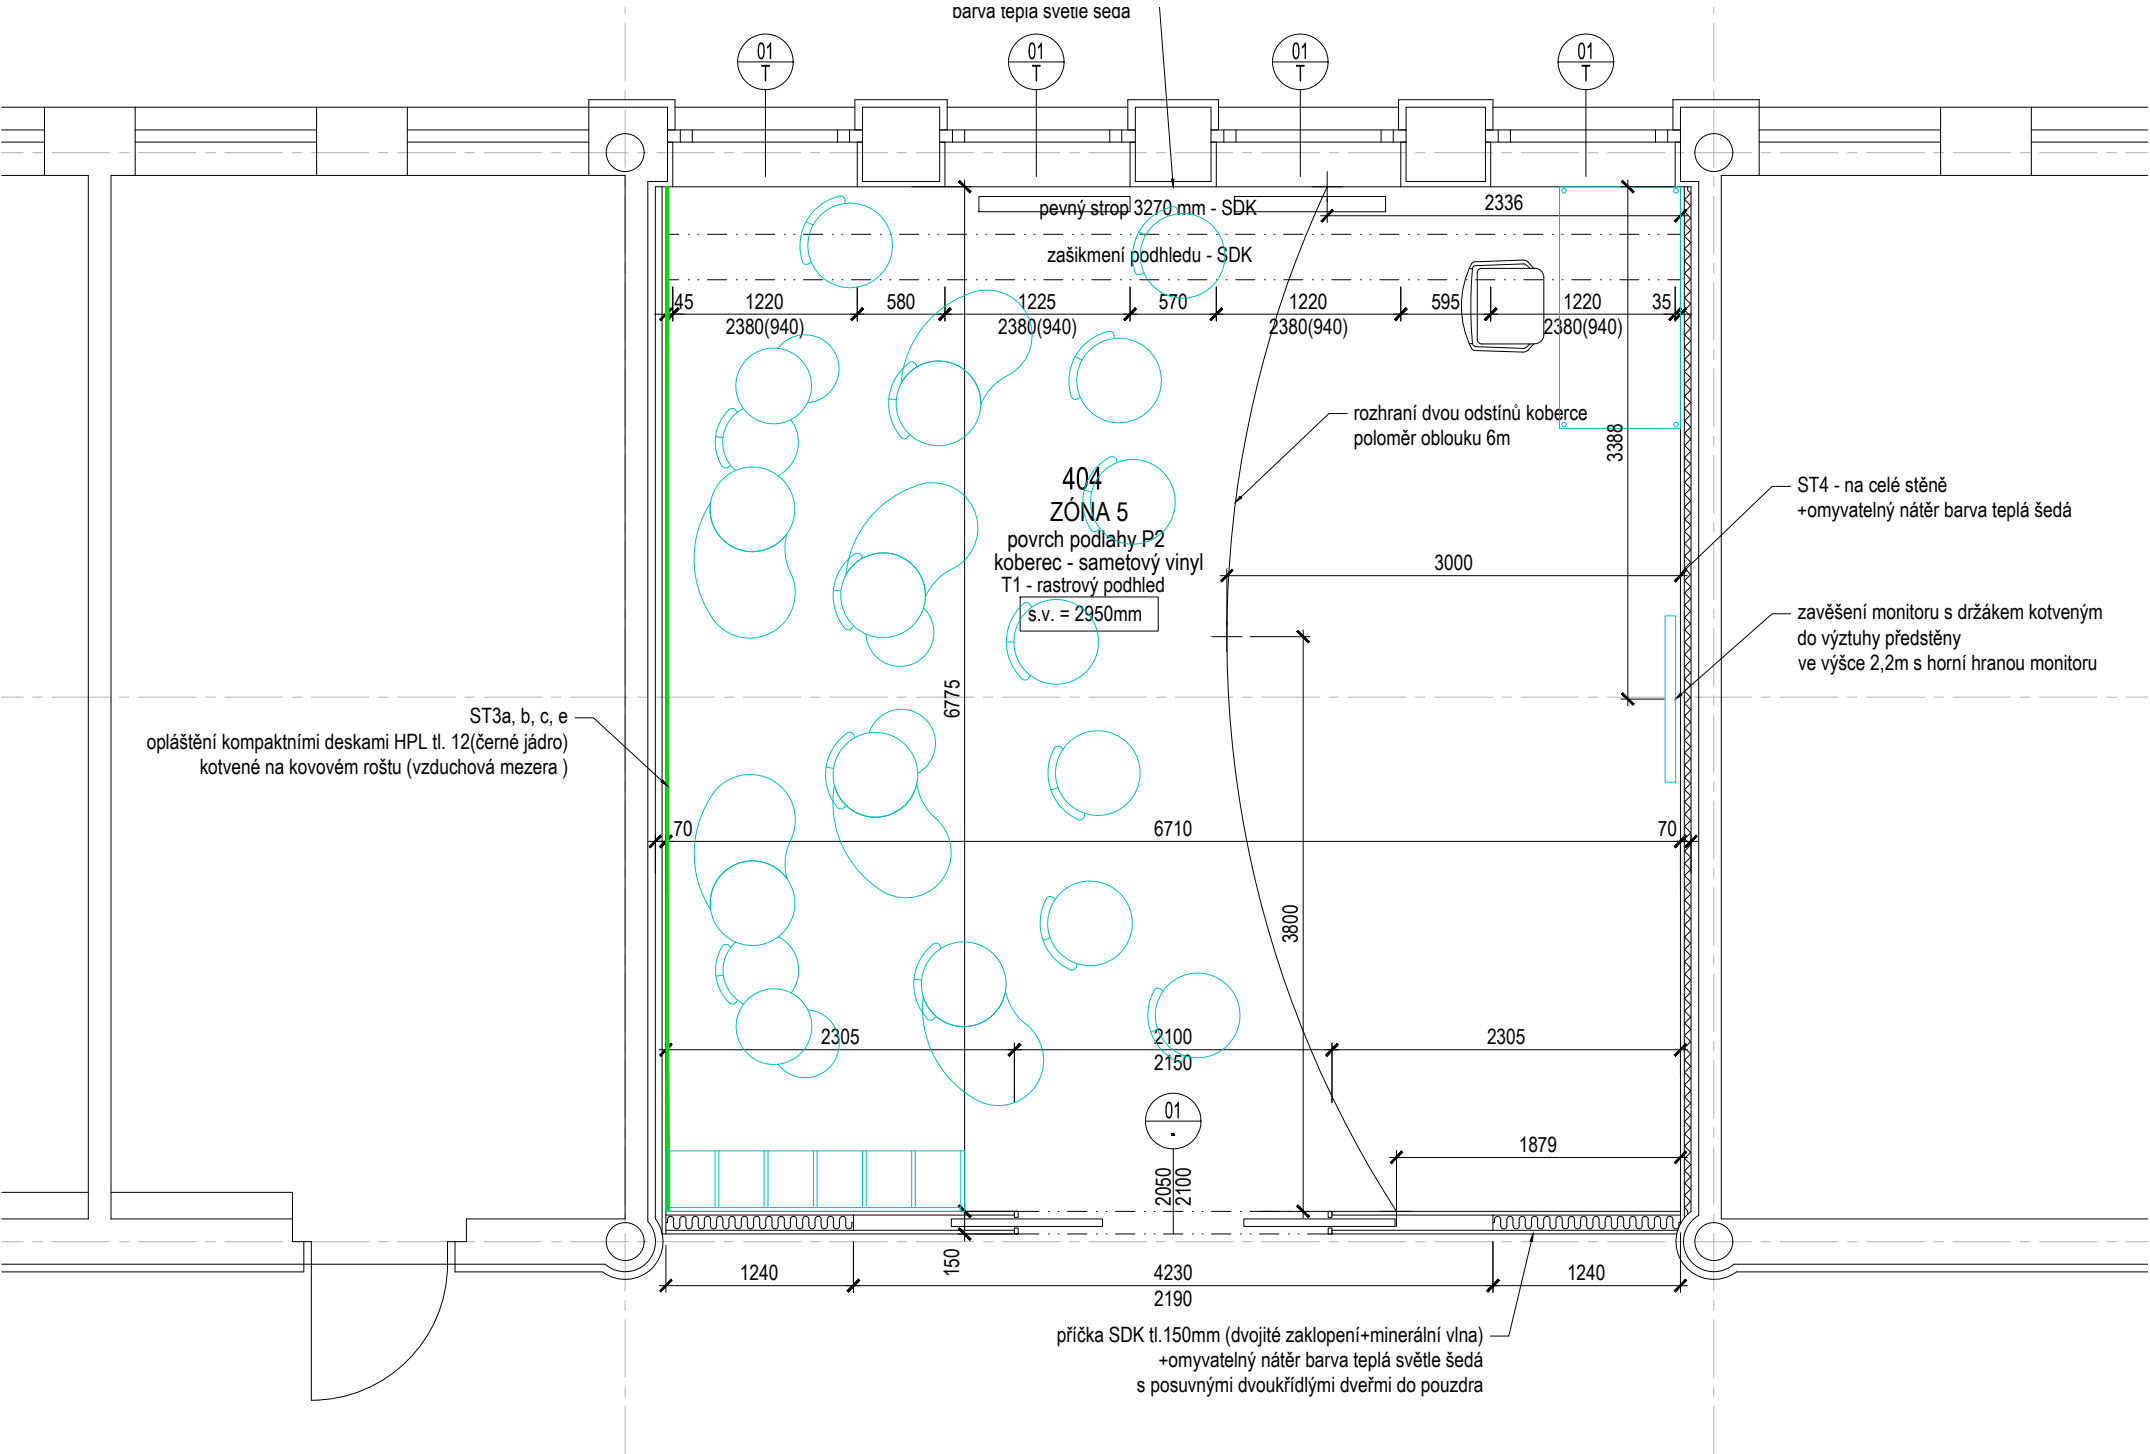 barva teplá světle šedá
01
T
01
T
01
T
01
T
pevný strop 3270 mm - SDK
2336
zašikmení podhledu - SDK
45
1220
580
1225
570
1220
595
1220
35
2380(940)
2380(940)
2380(940)
2380(940)
rozhraní dvou odstínů koberce
poloměr oblouku 6m
3388
404
ZÓNA 5
povrch podlahy P2
koberec - sametový vinyl
T1 - rastrový podhled
s.v. = 2950mm
ST4 - na celé stěně
+omyvatelný nátěr barva teplá šedá
3000
zavěšení monitoru s držákem kotveným
do výztuhy předstěny
ve výšce 2,2m s horní hranou monitoru
6775
ST3a, b, c, e
opláštění kompaktními deskami HPL tl. 12(černé jádro)
kotvené na kovovém roštu (vzduchová mezera )
70
6710
70
3800
2305
2100
2305
2150
01
-
1879
2050
2100
150
1240
4230
1240
2190
příčka SDK tl.150mm (dvojité zaklopení+minerální vlna)
+omyvatelný nátěr barva teplá světle šedá
s posuvnými dvoukřídlými dveřmi do pouzdra